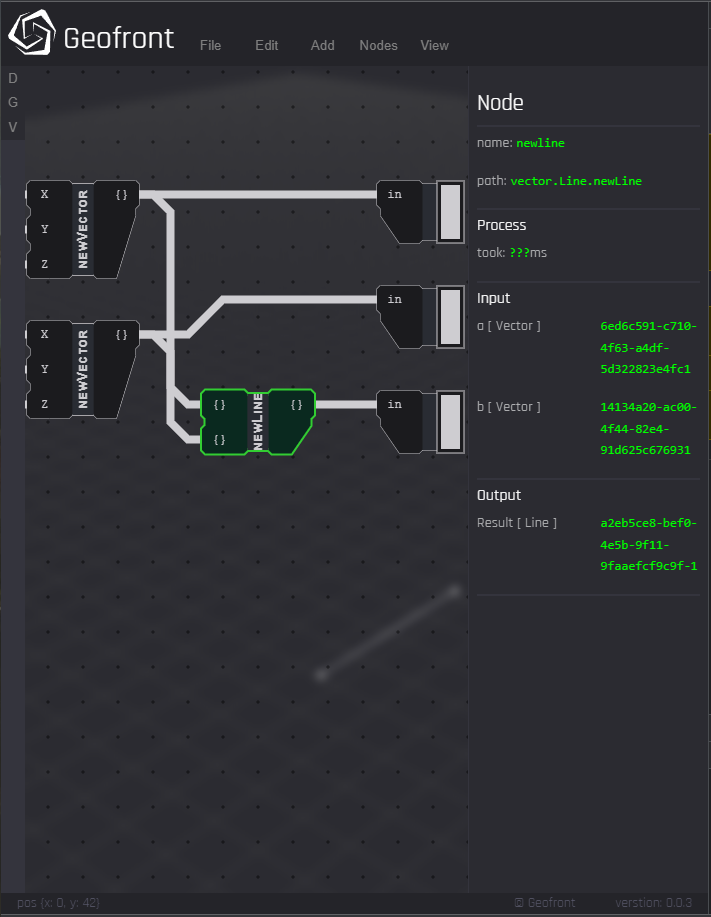 Geofront
File Edit Add Nodes View
D
G
V
X { }
Y
Z
NEWVECTOR
in
X { }
Y
Z
NEWVECTOR
in
{ } { }
{ }
NEWLINE
in
Node
name: newline
path: vector.Line.newLine
Process
took: ???ms
Input
a [ Vector ] 6ed6c591-c710-
4f63-a4df-
5d322823e4fc1
b [ Vector ] 14134a20-ac00-
4f44-82e4-
91d625c676931
Output
Result [ Line ] a2eb5ce8-bef0-
4e5b-9f11-
9faaefcf9c9f-1
pos {x: 0, y: 42} © Geofront verstion: 0.0.3